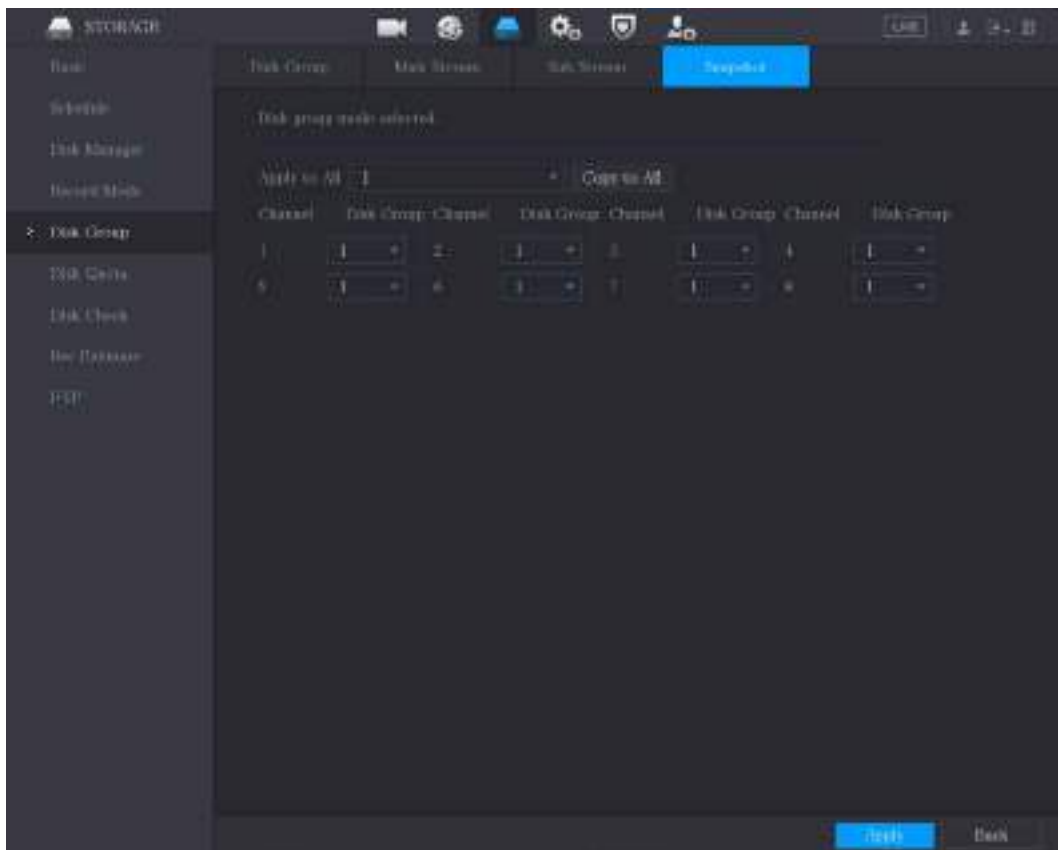 STORAGE LIVE
Basic
Schedule
Disk Manager
Record Mode
Disk Group
Disk Quota
Disk Check
Rec Estimate
FTP
Disk Group Main Stream Sub Stream Snapshot
Disk group mode selected.
Apply to All 1 Copy to All
Channel Disk Group Channel Disk Group Channel Disk Group Channel Disk Group
1 1 2 1 3 1 4 1
5 1 6 1 7 1 8 1
Apply Back